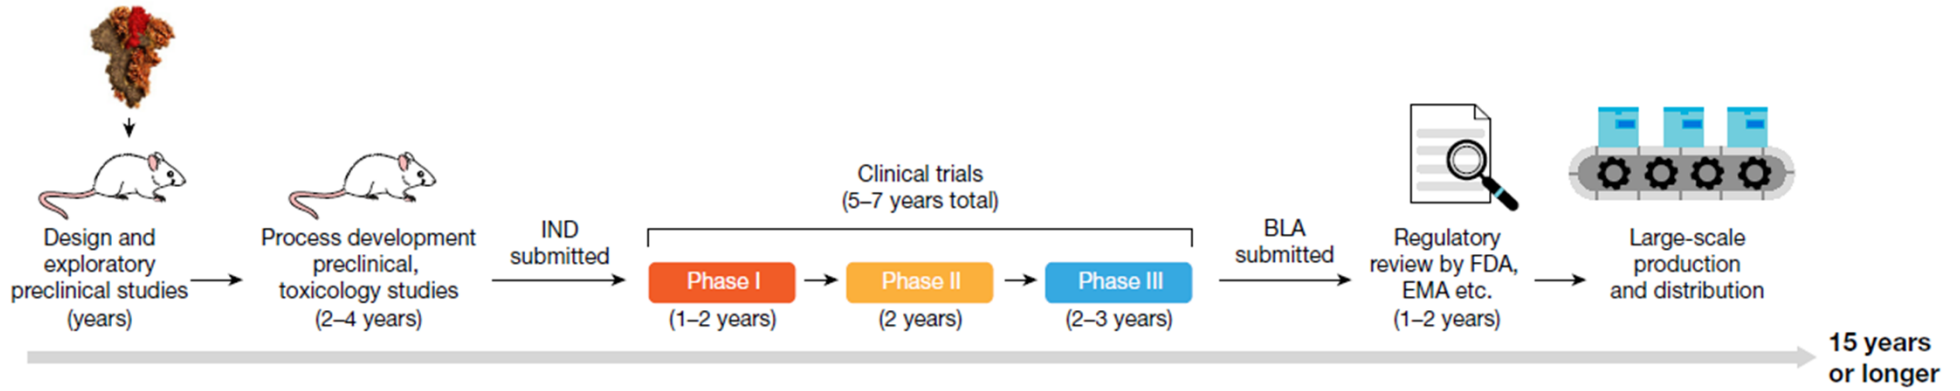 Design and
exploratory
preclinical studies
(years)
Process development
preclinical,
toxicology studies
(2–4 years)
IND
submitted
Clinical trials
(5–7 years total)
Phase I
(1–2 years)
Phase II
(2 years)
Phase III
(2–3 years)
BLA
submitted
Regulatory
review by FDA,
EMA etc.
(1–2 years)
Large-scale
production
and distribution
15 years
or longer